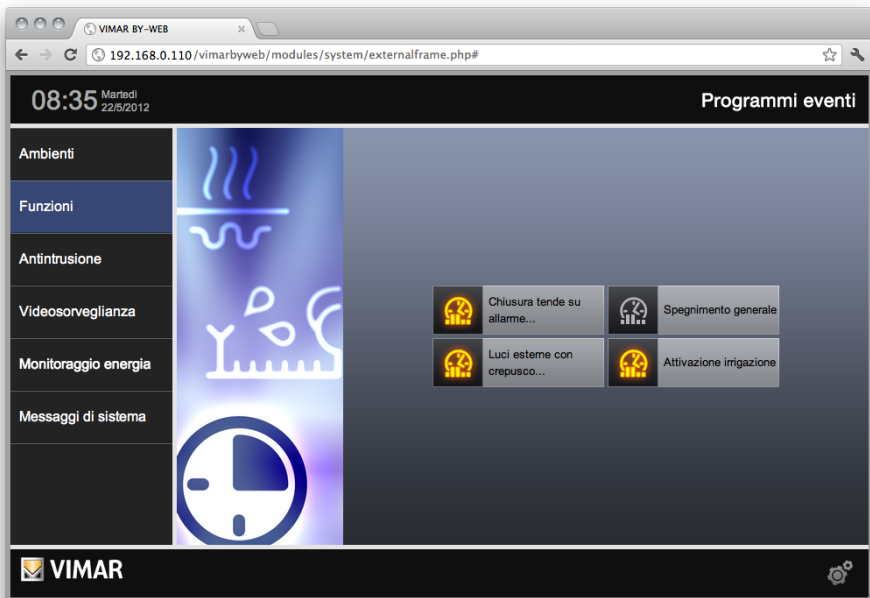 VIMAR BY-WEB
192.168.0.110/vimarbyweb/modules/system/externalframe.php#
08:35 Martedì
22/5/2012
Programmi eventi
Ambienti
Funzioni
Antintrusione
Videosorveglianza
Monitoraggio energia
Messaggi di sistema
Chiusura tende su
allarme...
Spegnimento generale
Luci esterne con
crepusco...
Attivazione irrigazione
VIMAR